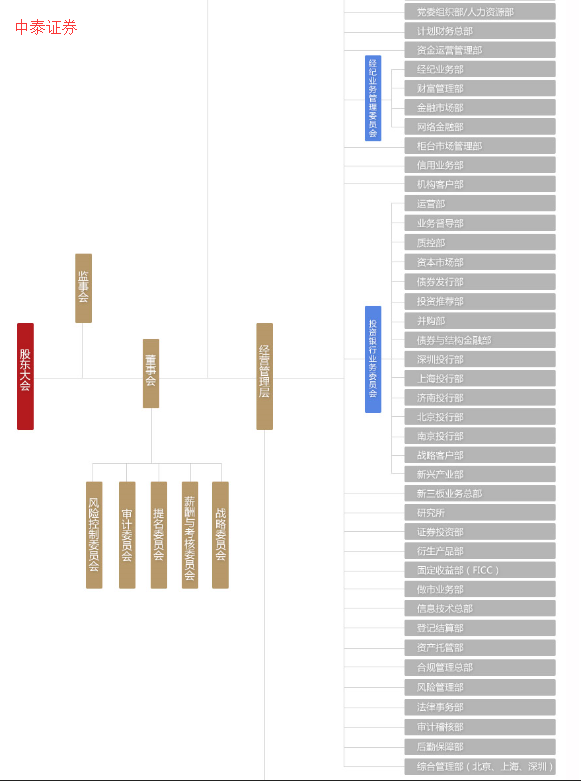 中泰证券
党委组织部/人力资源部
计划财务总部
资金运营管理部
经纪业务管理委员会
经纪业务部
财富管理部
金融市场部
网络金融部
柜台市场管理部
信用业务部
机构客户部
投资银行业务委员会
运营部
业务督导部
质控部
资本市场部
债券发行部
投资推荐部
并购部
债券与结构金融部
深圳投行部
上海投行部
济南投行部
北京投行部
南京投行部
战略客户部
新兴产业部
新三板业务总部
研究所
证券投资部
衍生产品部
固定收益部（FICC）
做市业务部
信息技术总部
登记结算部
资产托管部
合规管理总部
风险管理部
法律事务部
审计稽核部
后勤保障部
综合管理部（北京、上海、深圳）
监事会
股东大会
董事会
经营管理层
风险控制委员会
审计委员会
提名委员会
薪酬与考核委员会
战略委员会